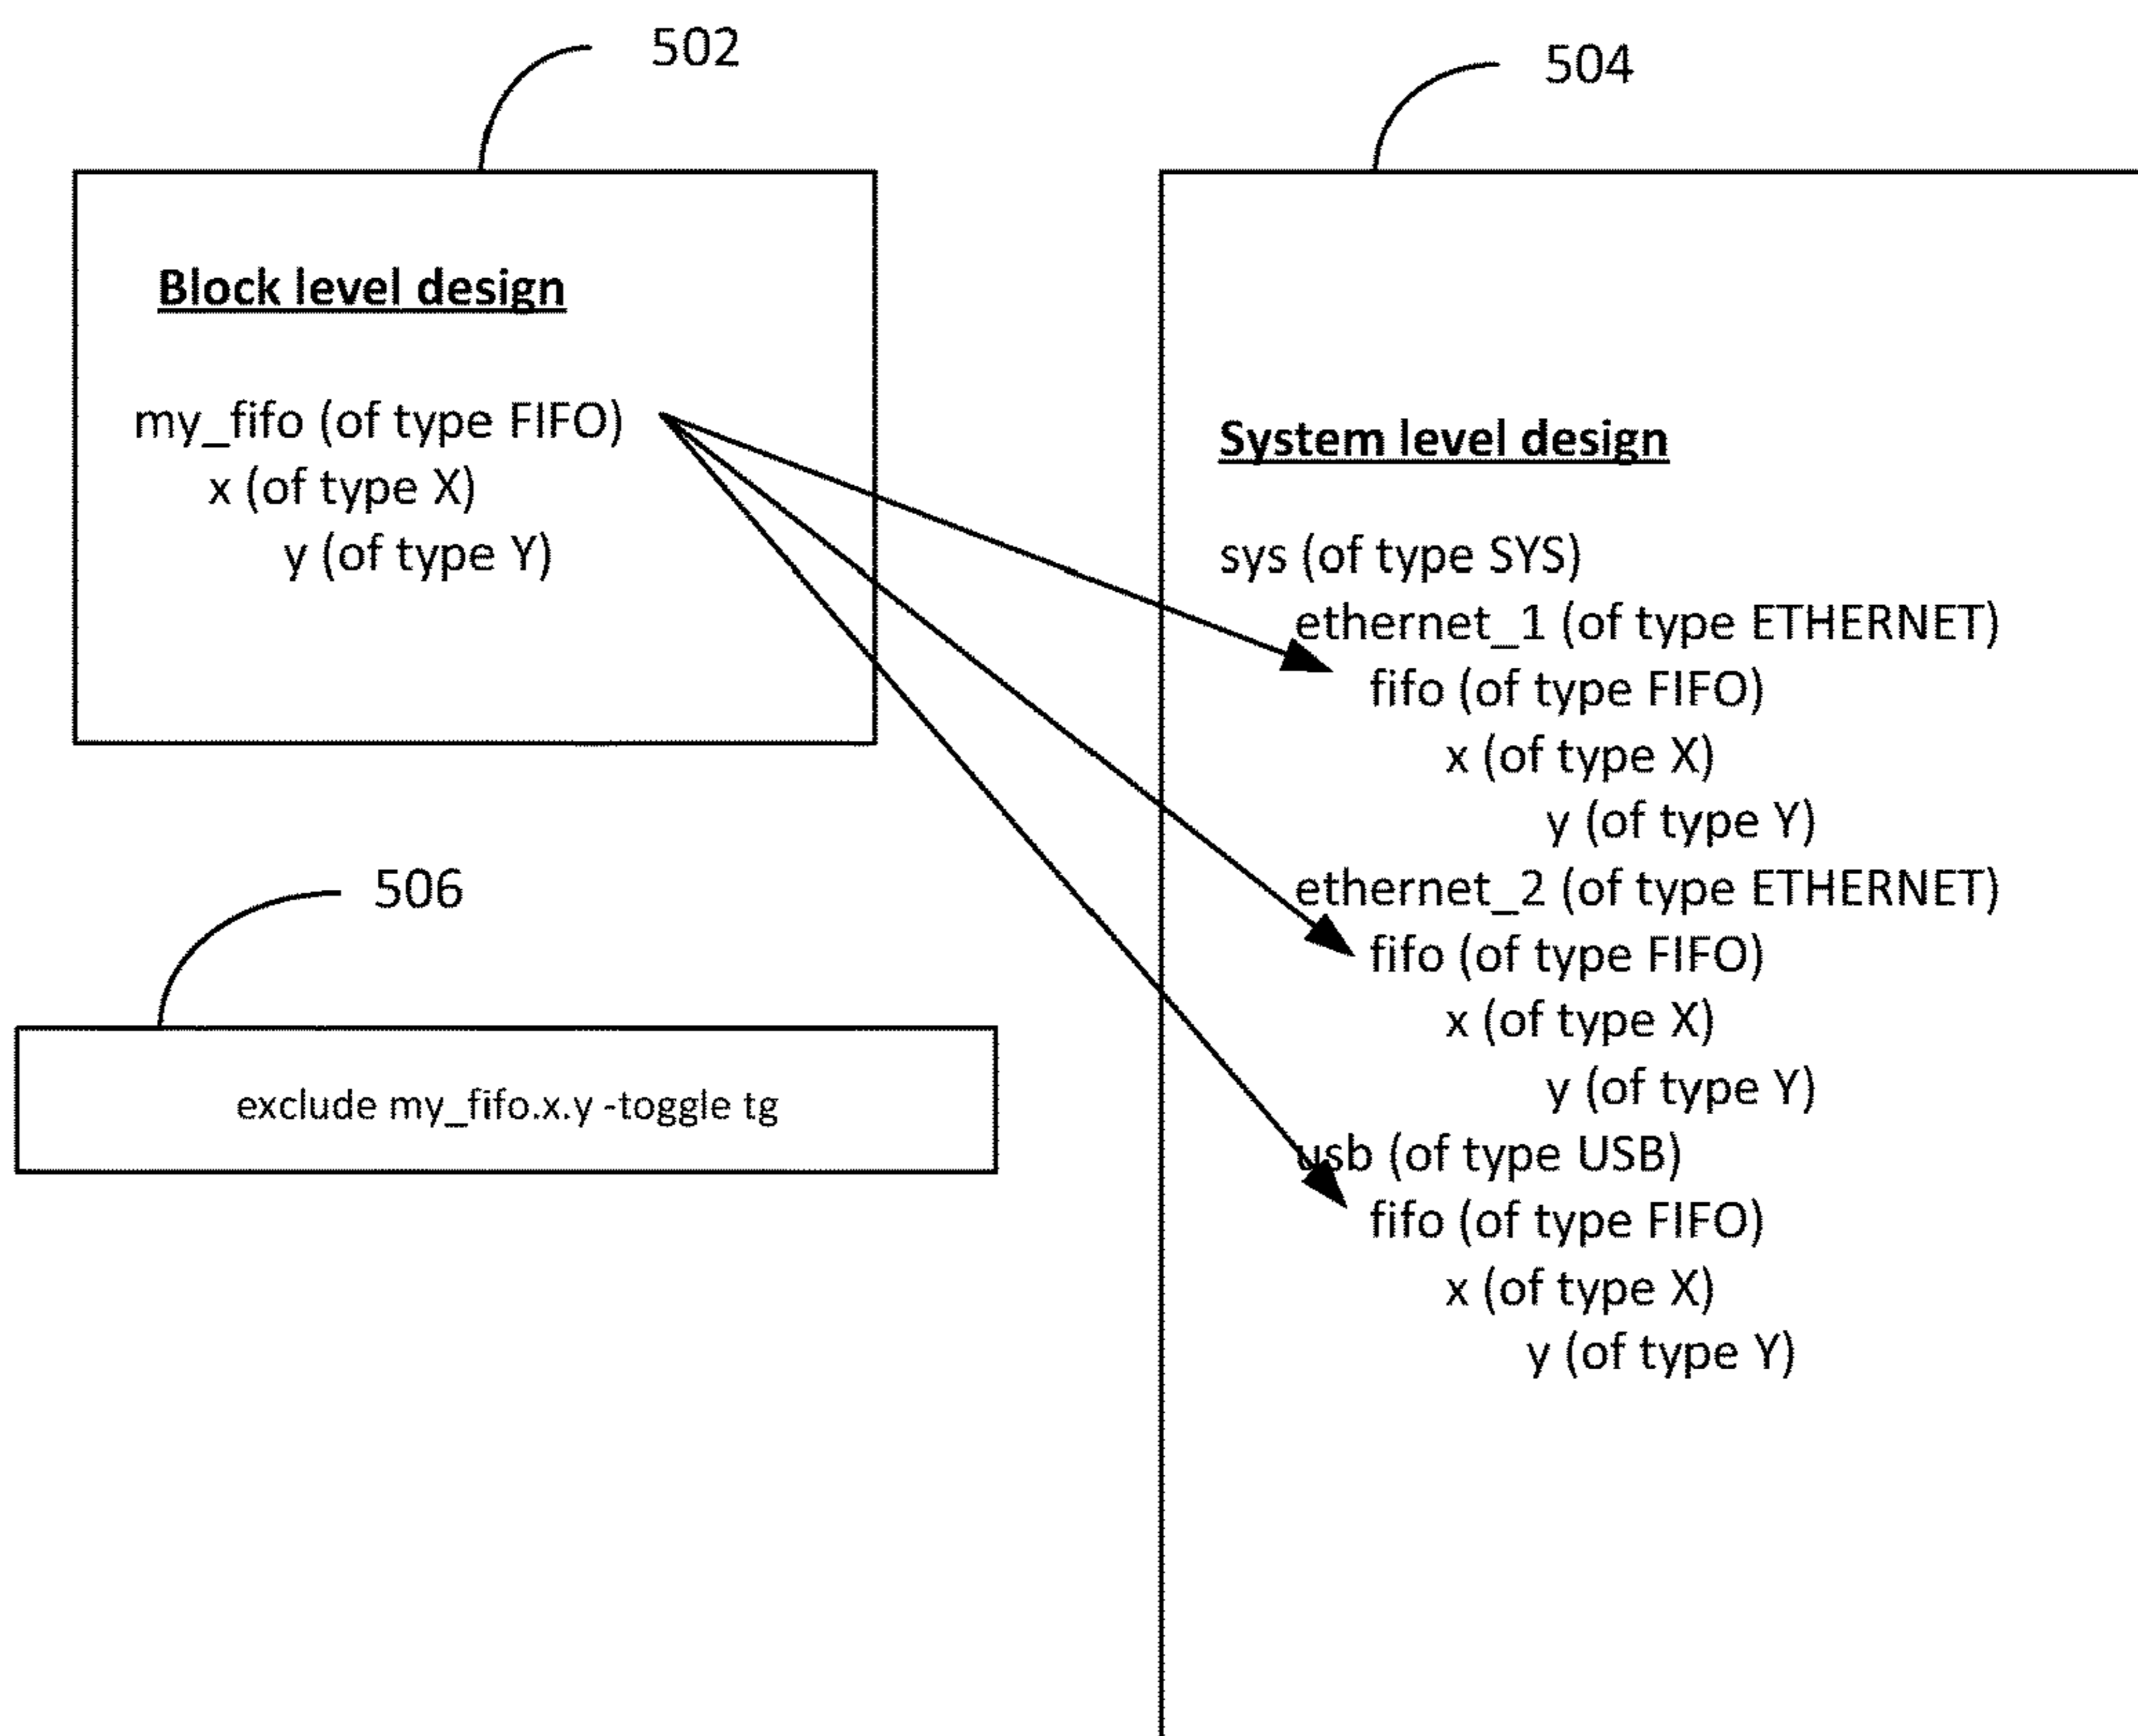 502
Block level design
my_fifo (of type FIFO)
x (of type X)
y (of type Y)
506
exclude my_fifo.x.y -toggle tg
504
System level design
sys (of type SYS)
ethernet_1 (of type ETHERNET)
fifo (of type FIFO)
x (of type X)
y (of type Y)
ethernet_2 (of type ETHERNET)
fifo (of type FIFO)
x (of type X)
y (of type Y)
usb (of type USB)
fifo (of type FIFO)
x (of type X)
y (of type Y)